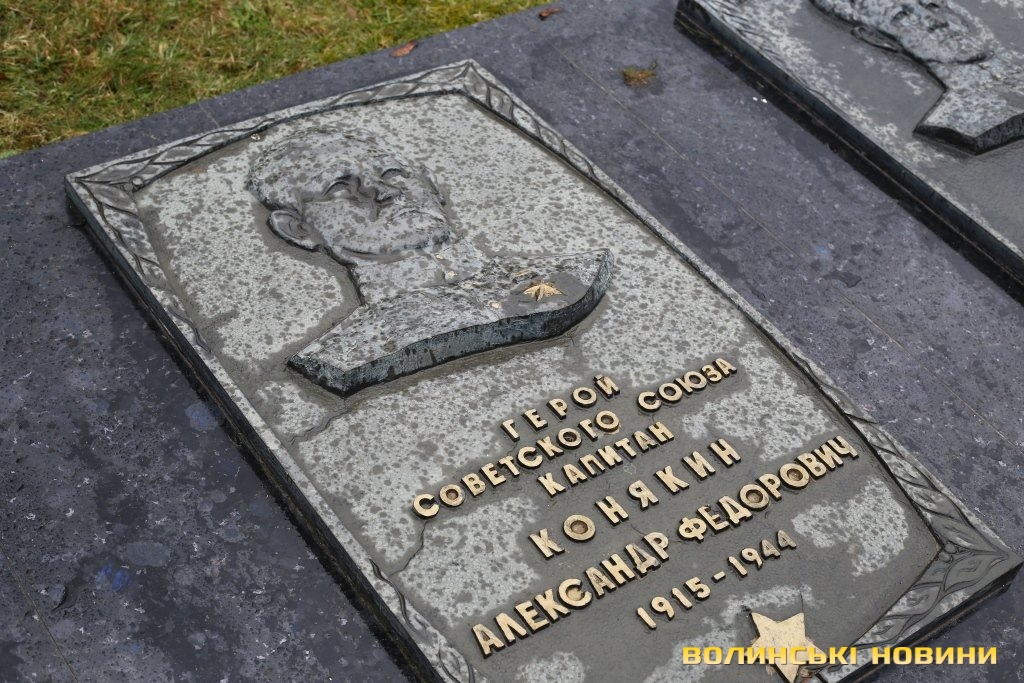 ГЕРОЙ
СОВЕТСКОГО СОЮЗА
КАПИТАН
КОНЯКИН
АЛЕКСАНДР ФЕДОРОВИЧ
1915-1944
ВОЛИНСЬКІ НОВИНИ